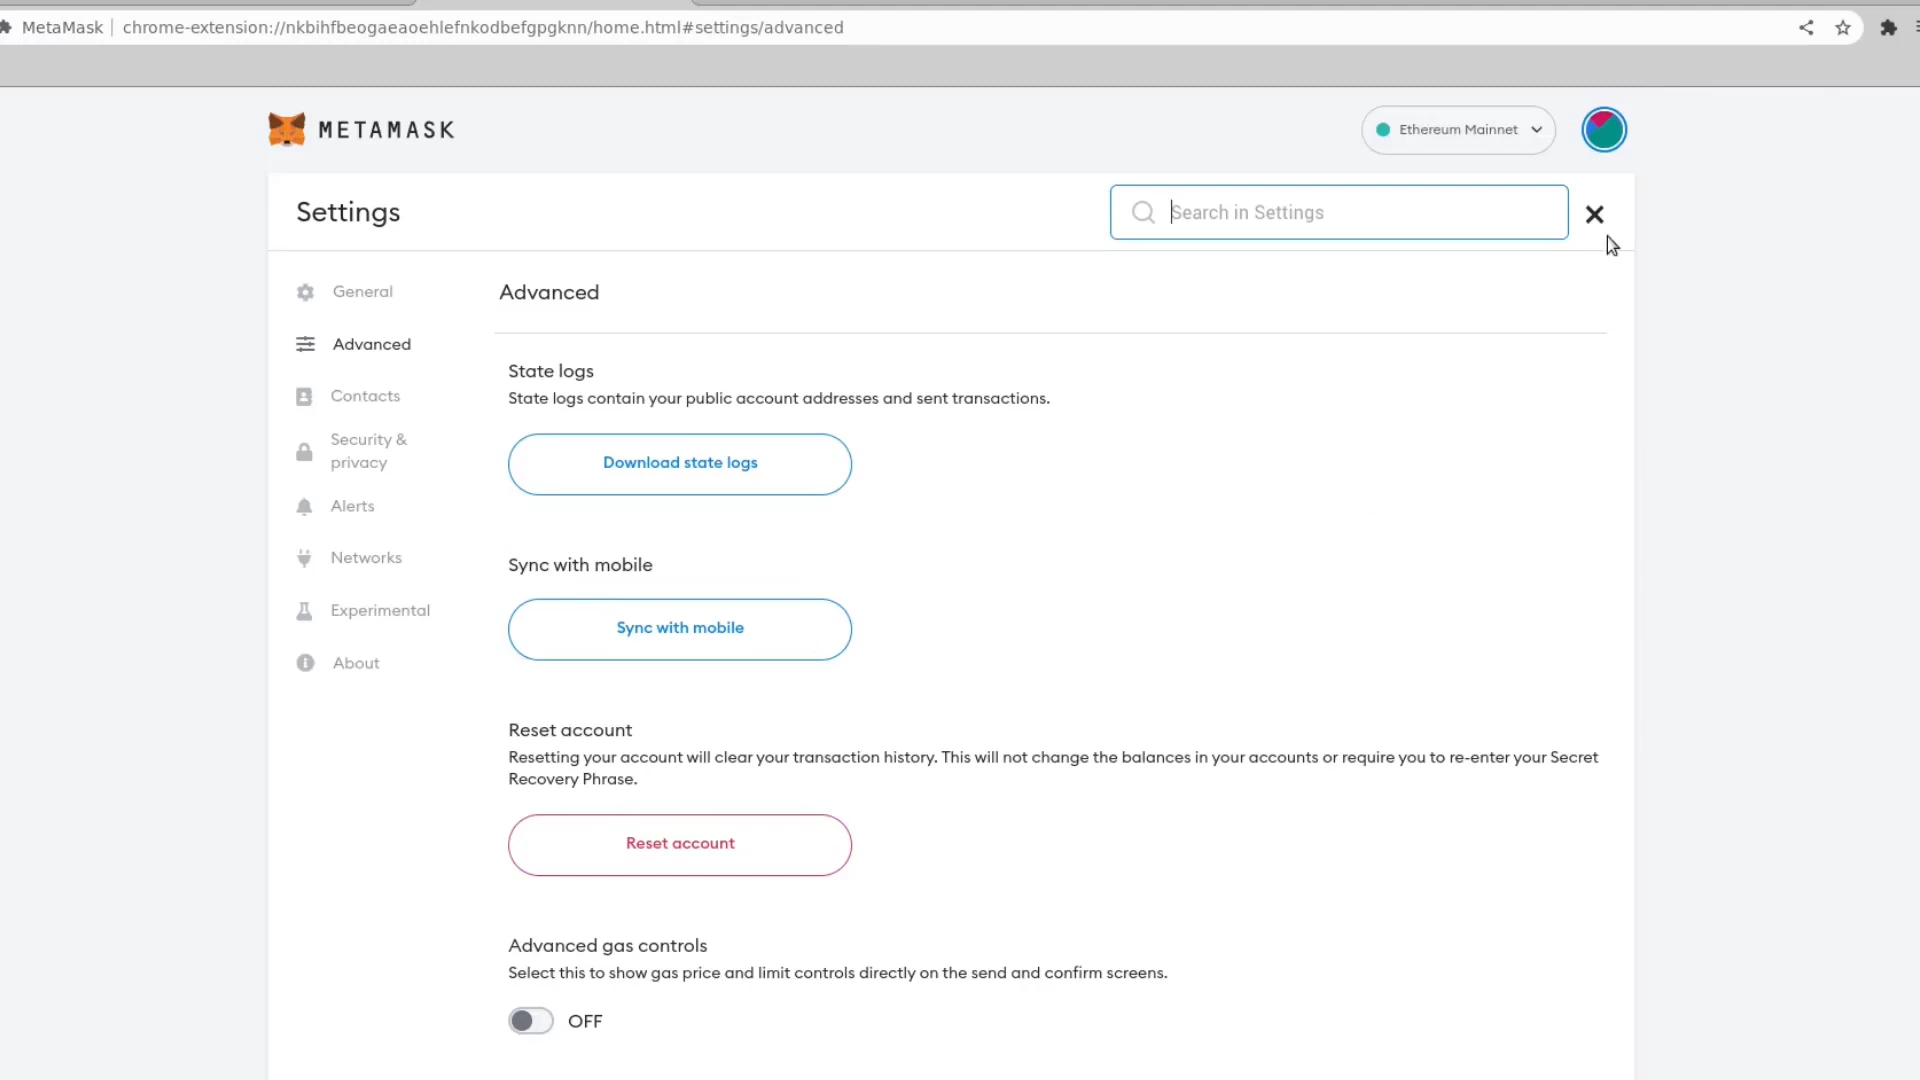 MetaMask chrome-extension://nkbihfbeogaeaoehlefnkodbefgpgknn/home.html#settings/advanced
METAMASK
Ethereum Mainnet
Settings
Search in Settings
General
Advanced
Contacts
Security &
privacy
Alerts
Networks
Experimental
About
Advanced
State logs
State logs contain your public account addresses and sent transactions.
Download state logs
Sync with mobile
Sync with mobile
Reset account
Resetting your account will clear your transaction history. This will not change the balances in your accounts or require you to re-enter your Secret
Recovery Phrase.
Reset account
Advanced gas controls
Select this to show gas price and limit controls directly on the send and confirm screens.
OFF